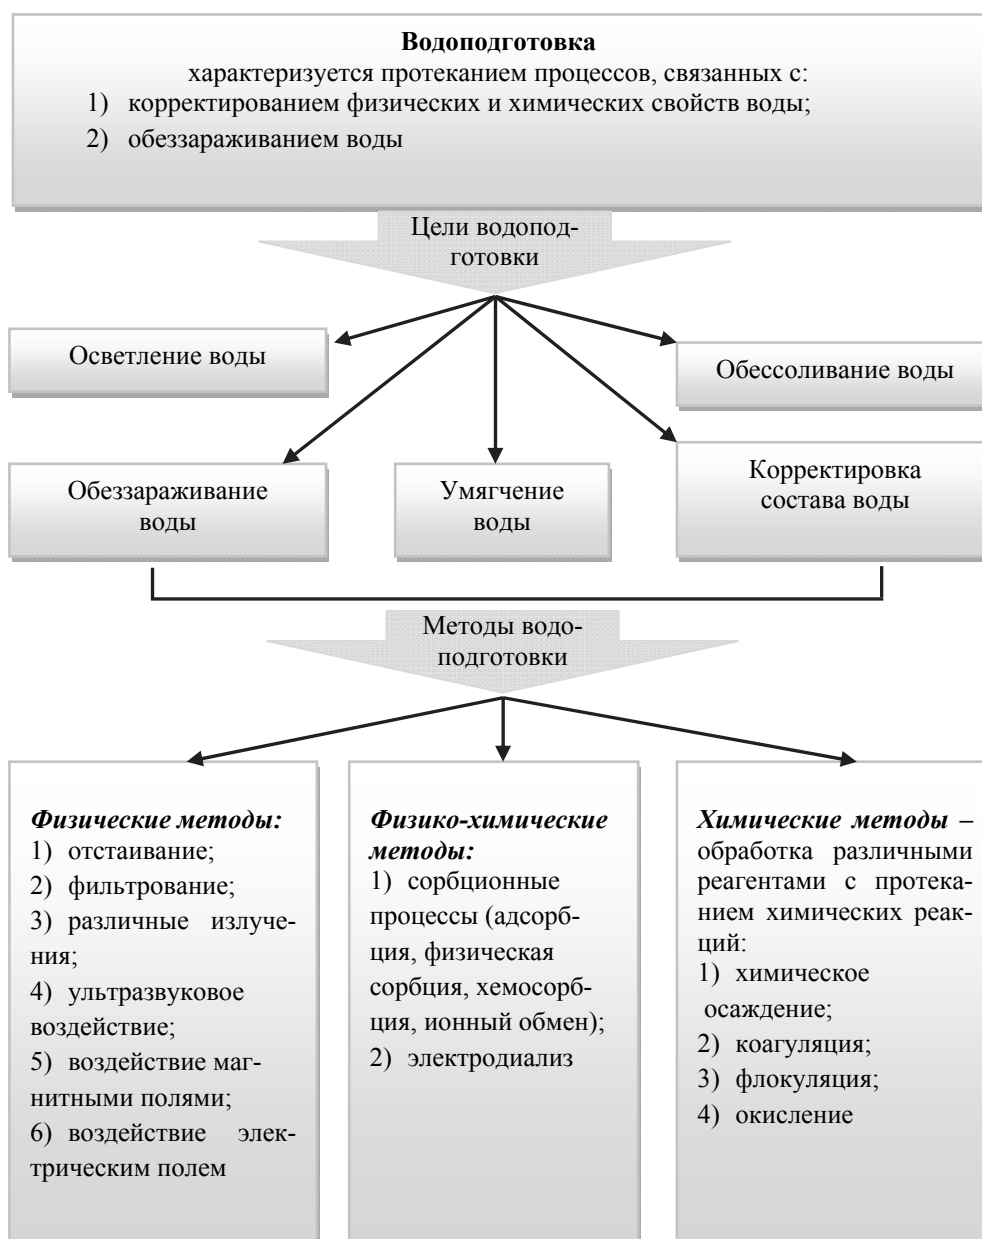 Водоподготовка
характеризуется протеканием процессов, связанных с:
1) корректированием физических и химических свойств воды;
2) обеззараживанием воды
Цели водопод-
готовки
Осветление воды
Обессоливание воды
Обеззараживание
воды
Умягчение
воды
Корректировка
состава воды
Методы водо-
подготовки
Физические методы:
1) отстаивание;
2) фильтрование;
3) различные излуче-
ния;
4) ультразвуковое
воздействие;
5) воздействие маг-
нитными полями;
6) воздействие элек-
трическим полем
Физико-химические
методы:
1) сорбционные
процессы (адсорб-
ция, физическая
сорбция, хемосорб-
ция, ионный обмен);
2) электродиализ
Химические методы –
обработка различными
реагентами с протека-
нием химических реак-
ций:
1) химическое
осаждение;
2) коагуляция;
3) флокуляция;
4) окисление